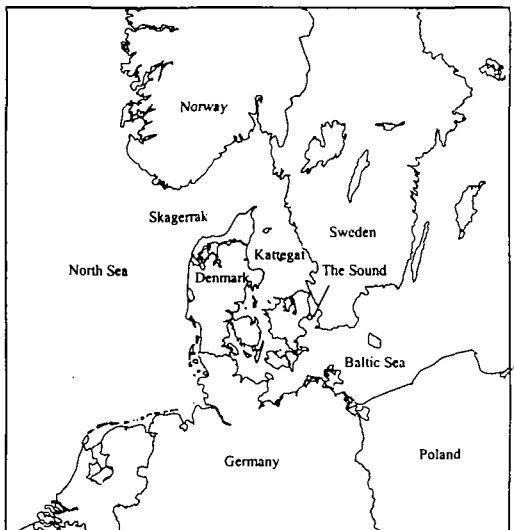 Norway
Skagerrak
Sweden
Kattegat
North Sea
Denmark
The Sound
Baltic Sea
Germany
Poland